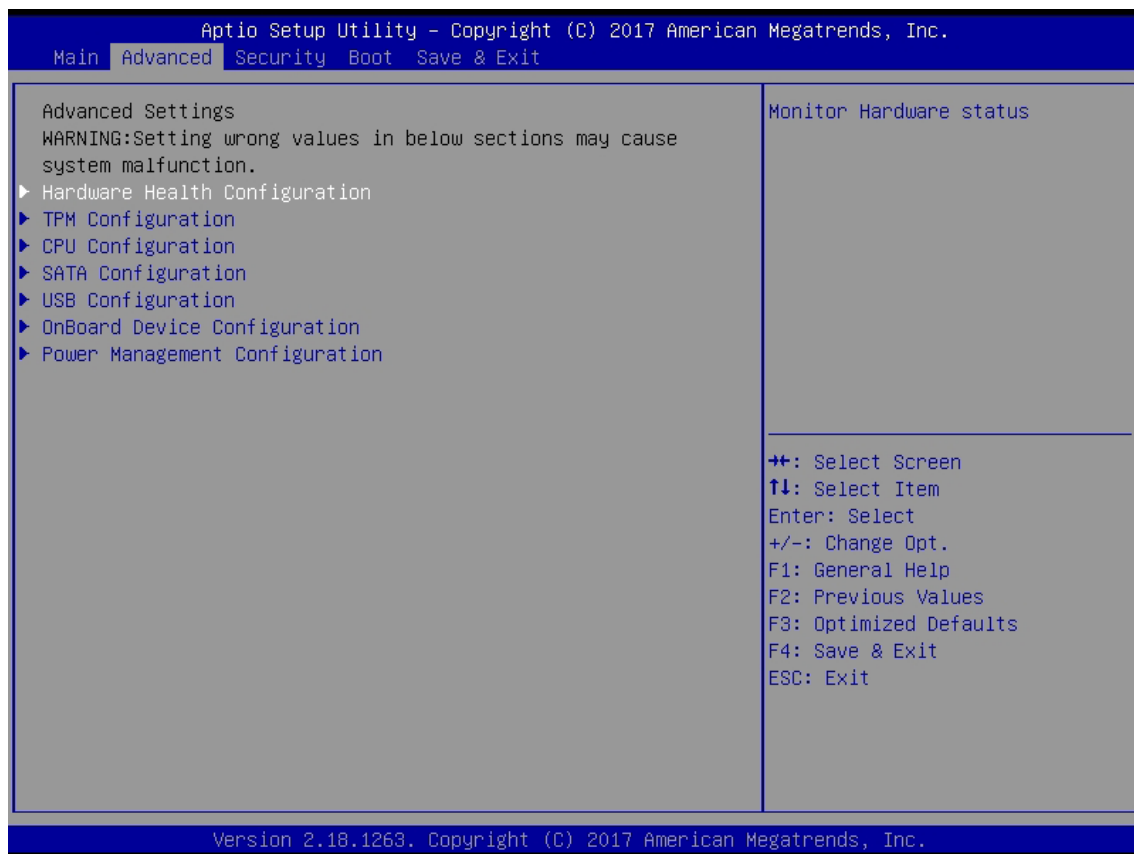 Aptio Setup Utility – Copyright (C) 2017 American Megatrends, Inc.
Main Advanced Security Boot Save & Exit
Advanced Settings
WARNING:Setting wrong values in below sections may cause
system malfunction.
▶ Hardware Health Configuration
▶ TPM Configuration
▶ CPU Configuration
▶ SATA Configuration
▶ USB Configuration
▶ OnBoard Device Configuration
▶ Power Management Configuration
Monitor Hardware status
→←: Select Screen
↑↓: Select Item
Enter: Select
+/-: Change Opt.
F1: General Help
F2: Previous Values
F3: Optimized Defaults
F4: Save & Exit
ESC: Exit
Version 2.18.1263. Copyright (C) 2017 American Megatrends, Inc.